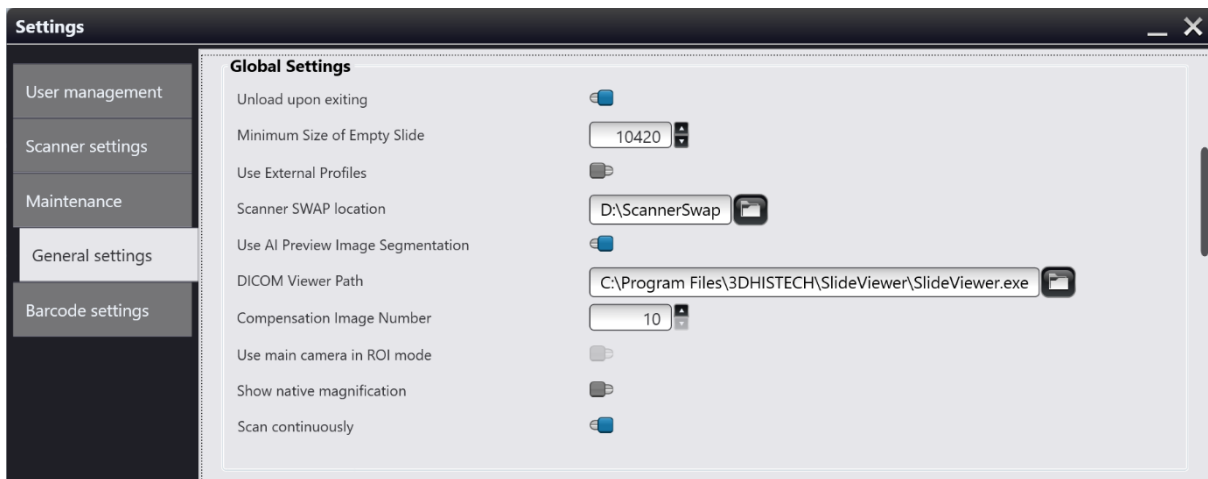 Settings
User management
Scanner settings
Maintenance
General settings
Barcode settings
Global Settings
Unload upon exiting
Minimum Size of Empty Slide 10420
Use External Profiles
Scanner SWAP location D:\ScannerSwap
Use AI Preview Image Segmentation
DICOM Viewer Path C:\Program Files\3DHISTECH\SlideViewer\SlideViewer.exe
Compensation Image Number 10
Use main camera in ROI mode
Show native magnification
Scan continuously